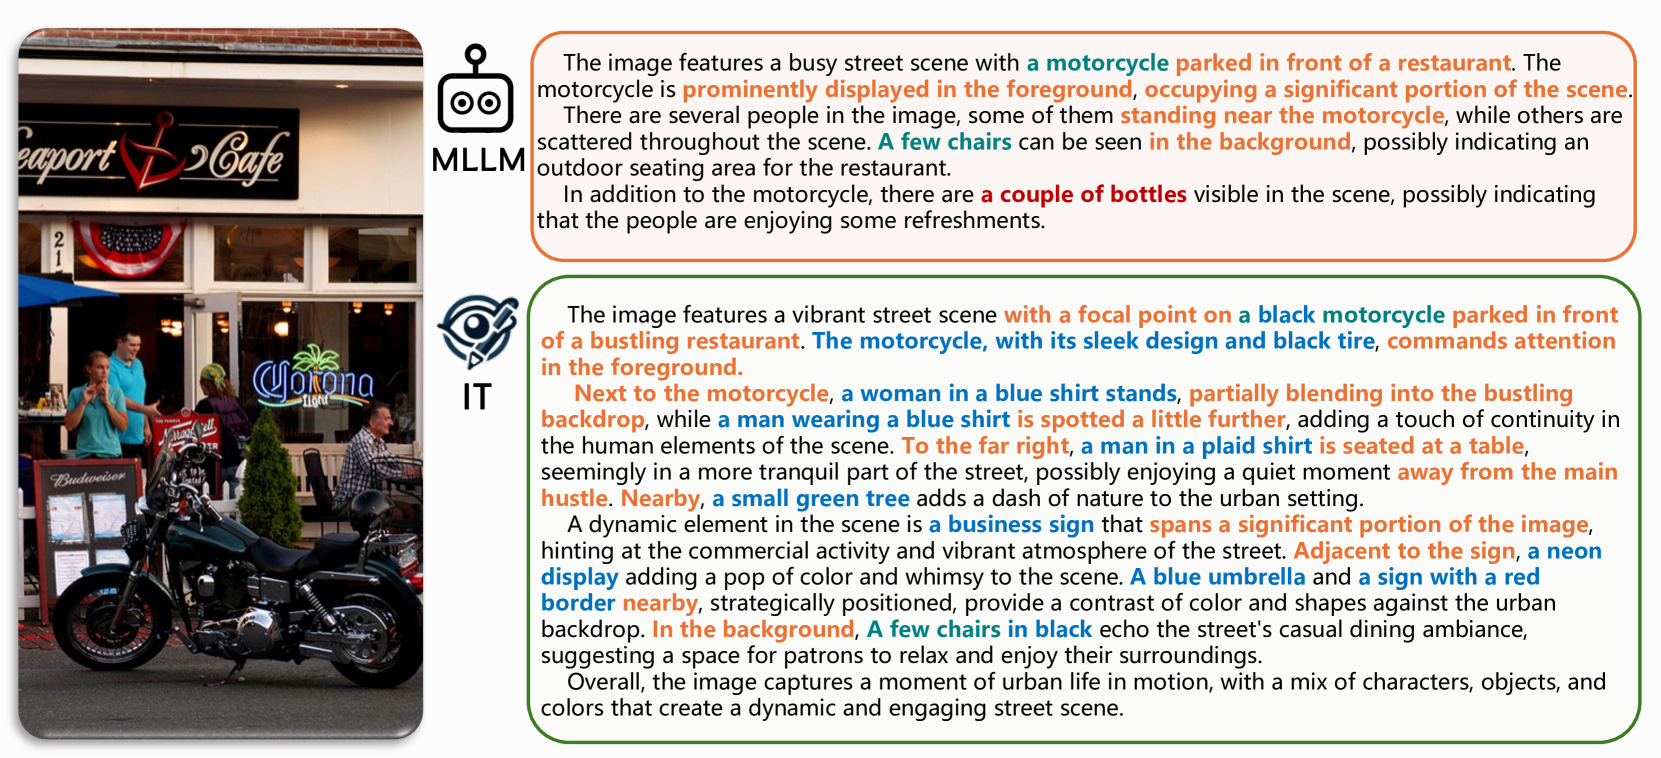 eaport Cafe
217
Corona
Light
Budweiser
MLLM
The image features a busy street scene with a motorcycle parked in front of a restaurant. The
motorcycle is prominently displayed in the foreground, occupying a significant portion of the scene.
There are several people in the image, some of them standing near the motorcycle, while others are
scattered throughout the scene. A few chairs can be seen in the background, possibly indicating an
outdoor seating area for the restaurant.
In addition to the motorcycle, there are a couple of bottles visible in the scene, possibly indicating
that the people are enjoying some refreshments.
IT
The image features a vibrant street scene with a focal point on a black motorcycle parked in front
of a bustling restaurant. The motorcycle, with its sleek design and black tire, commands attention
in the foreground.
Next to the motorcycle, a woman in a blue shirt stands, partially blending into the bustling
backdrop, while a man wearing a blue shirt is spotted a little further, adding a touch of continuity in
the human elements of the scene. To the far right, a man in a plaid shirt is seated at a table,
seemingly in a more tranquil part of the street, possibly enjoying a quiet moment away from the main
hustle. Nearby, a small green tree adds a dash of nature to the urban setting.
A dynamic element in the scene is a business sign that spans a significant portion of the image,
hinting at the commercial activity and vibrant atmosphere of the street. Adjacent to the sign, a neon
display adding a pop of color and whimsy to the scene. A blue umbrella and a sign with a red
border nearby, strategically positioned, provide a contrast of color and shapes against the urban
backdrop. In the background, A few chairs in black echo the street's casual dining ambiance,
suggesting a space for patrons to relax and enjoy their surroundings.
Overall, the image captures a moment of urban life in motion, with a mix of characters, objects, and
colors that create a dynamic and engaging street scene.